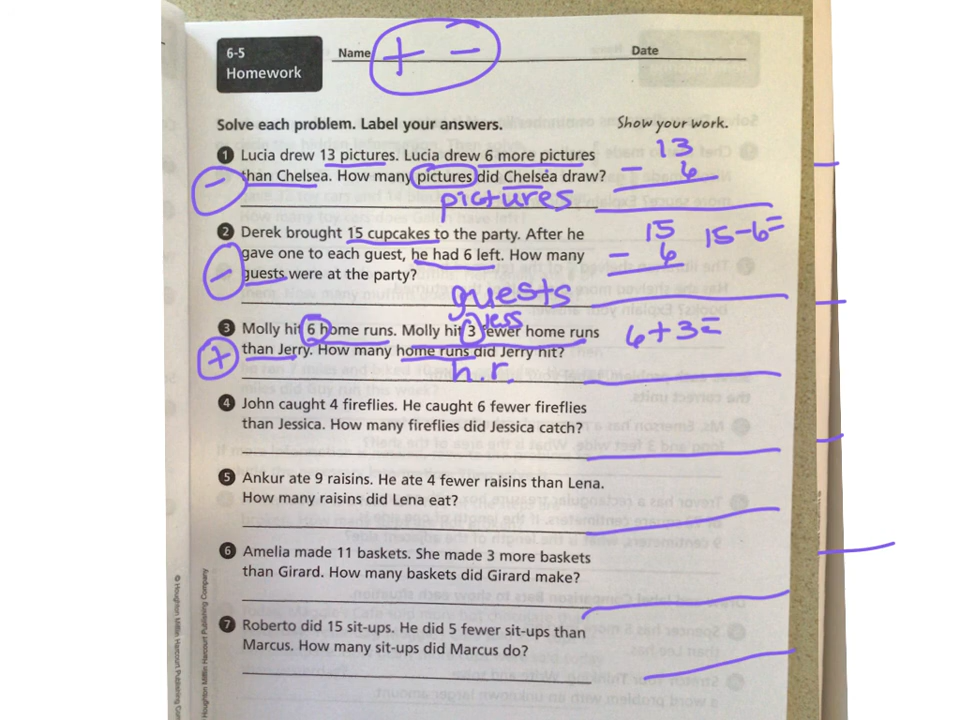 + −
6-5
Homework
Name
Date
Solve each problem. Label your answers.
Show your work.
1 Lucia drew 13 pictures. Lucia drew 6 more pictures
than Chelsea. How many pictures did Chelsea draw?
−
pictures
13
6
2 Derek brought 15 cupcakes to the party. After he
gave one to each guest, he had 6 left. How many
guests were at the party?
−
guests
15
− 6
15-6=
3 Molly hit 6 home runs. Molly hit 3 fewer home runs
than Jerry. How many home runs did Jerry hit?
+
less
h.r.
6+3=
4 John caught 4 fireflies. He caught 6 fewer fireflies
than Jessica. How many fireflies did Jessica catch?
5 Ankur ate 9 raisins. He ate 4 fewer raisins than Lena.
How many raisins did Lena eat?
6 Amelia made 11 baskets. She made 3 more baskets
than Girard. How many baskets did Girard make?
7 Roberto did 15 sit-ups. He did 5 fewer sit-ups than
Marcus. How many sit-ups did Marcus do?
© Houghton Mifflin Harcourt Publishing Com
© Houghton Mifflin Harcourt Publishing Company